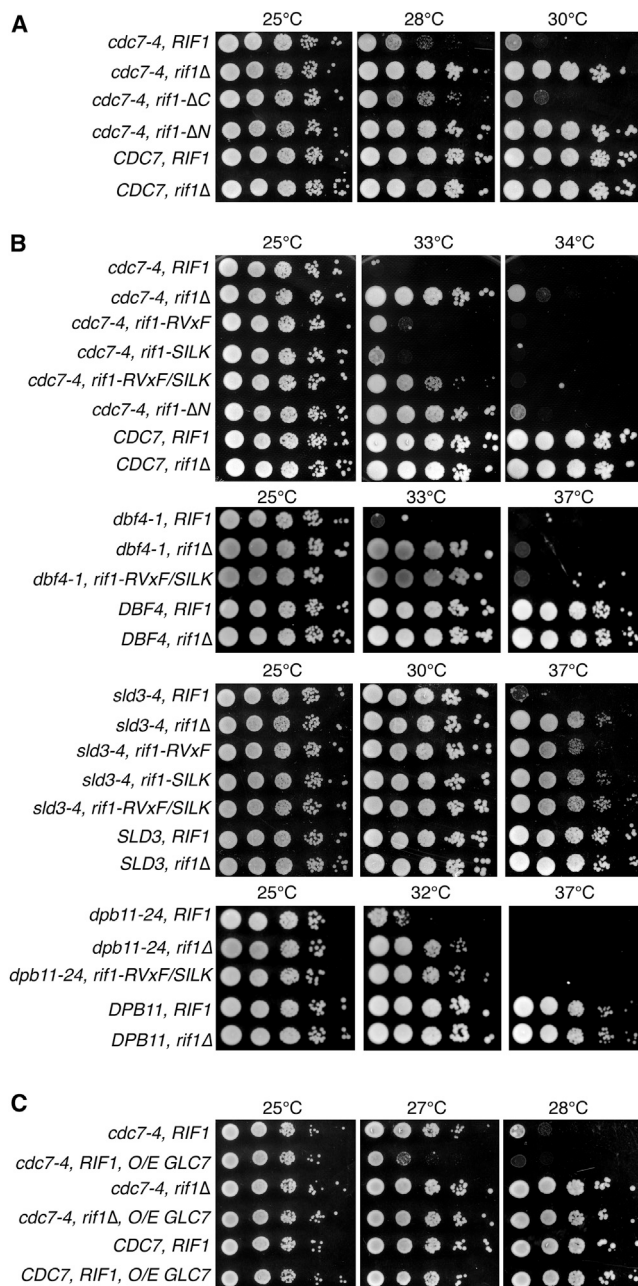 A
25°C 28°C 30°C
cdc7-4, RIF1
cdc7-4, rif1Δ
cdc7-4, rif1-ΔC
cdc7-4, rif1-ΔN
CDC7, RIF1
CDC7, rif1Δ
B
25°C 33°C 34°C
cdc7-4, RIF1
cdc7-4, rif1Δ
cdc7-4, rif1-RVxF
cdc7-4, rif1-SILK
cdc7-4, rif1-RVxF/SILK
cdc7-4, rif1-ΔN
CDC7, RIF1
CDC7, rif1Δ
25°C 33°C 37°C
dbf4-1, RIF1
dbf4-1, rif1Δ
dbf4-1, rif1-RVxF/SILK
DBF4, RIF1
DBF4, rif1Δ
25°C 30°C 37°C
sld3-4, RIF1
sld3-4, rif1Δ
sld3-4, rif1-RVxF
sld3-4, rif1-SILK
sld3-4, rif1-RVxF/SILK
SLD3, RIF1
SLD3, rif1Δ
25°C 32°C 37°C
dpb11-24, RIF1
dpb11-24, rif1Δ
dpb11-24, rif1-RVxF/SILK
DPB11, RIF1
DPB11, rif1Δ
C
25°C 27°C 28°C
cdc7-4, RIF1
cdc7-4, RIF1, O/E GLC7
cdc7-4, rif1Δ
cdc7-4, rif1Δ, O/E GLC7
CDC7, RIF1
CDC7, RIF1, O/E GLC7